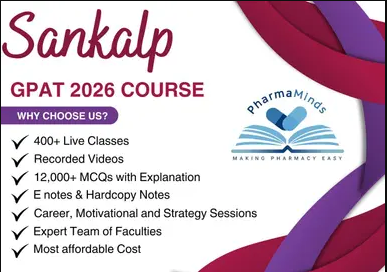 Sankalp
GPAT 2026 COURSE
WHY CHOOSE US?
400+ Live Classes
Recorded Videos
12,000+ MCQs with Explanation
E notes & Hardcopy Notes
Career, Motivational and Strategy Sessions
Expert Team of Faculties
Most affordable Cost
PharmaMinds
MAKING PHARMACY EASY